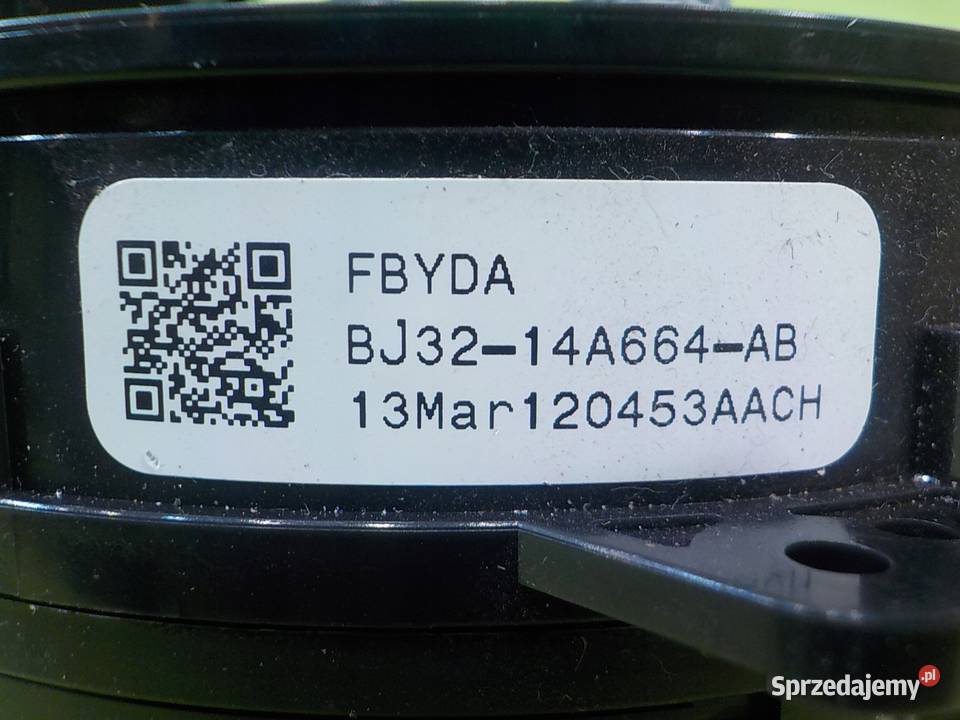 FBYDA
BJ32-14A664-AB
13Mar120453AACH
Sprzedajemy.pl